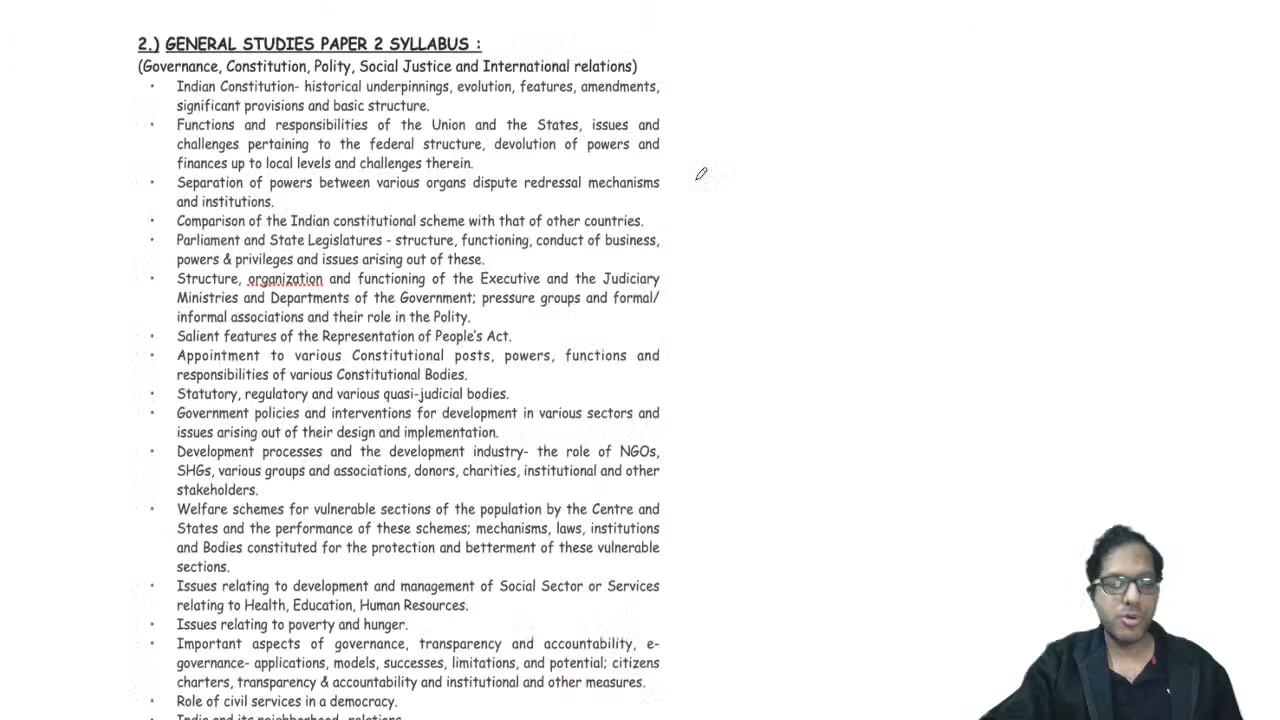 2.) GENERAL STUDIES PAPER 2 SYLLABUS :
(Governance, Constitution, Polity, Social Justice and International relations)
• Indian Constitution- historical underpinnings, evolution, features, amendments,
significant provisions and basic structure.
• Functions and responsibilities of the Union and the States, issues and
challenges pertaining to the federal structure, devolution of powers and
finances up to local levels and challenges therein.
• Separation of powers between various organs dispute redressal mechanisms
and institutions.
• Comparison of the Indian constitutional scheme with that of other countries.
• Parliament and State Legislatures - structure, functioning, conduct of business,
powers & privileges and issues arising out of these.
• Structure, organization and functioning of the Executive and the Judiciary
Ministries and Departments of the Government; pressure groups and formal/
informal associations and their role in the Polity.
• Salient features of the Representation of People's Act.
• Appointment to various Constitutional posts, powers, functions and
responsibilities of various Constitutional Bodies.
• Statutory, regulatory and various quasi-judicial bodies.
• Government policies and interventions for development in various sectors and
issues arising out of their design and implementation.
• Development processes and the development industry- the role of NGOs,
SHGs, various groups and associations, donors, charities, institutional and other
stakeholders.
• Welfare schemes for vulnerable sections of the population by the Centre and
States and the performance of these schemes; mechanisms, laws, institutions
and Bodies constituted for the protection and betterment of these vulnerable
sections.
• Issues relating to development and management of Social Sector or Services
relating to Health, Education, Human Resources.
• Issues relating to poverty and hunger.
• Important aspects of governance, transparency and accountability, e-
governance- applications, models, successes, limitations, and potential; citizens
charters, transparency & accountability and institutional and other measures.
• Role of civil services in a democracy.
• India and its neighborhood- relations.